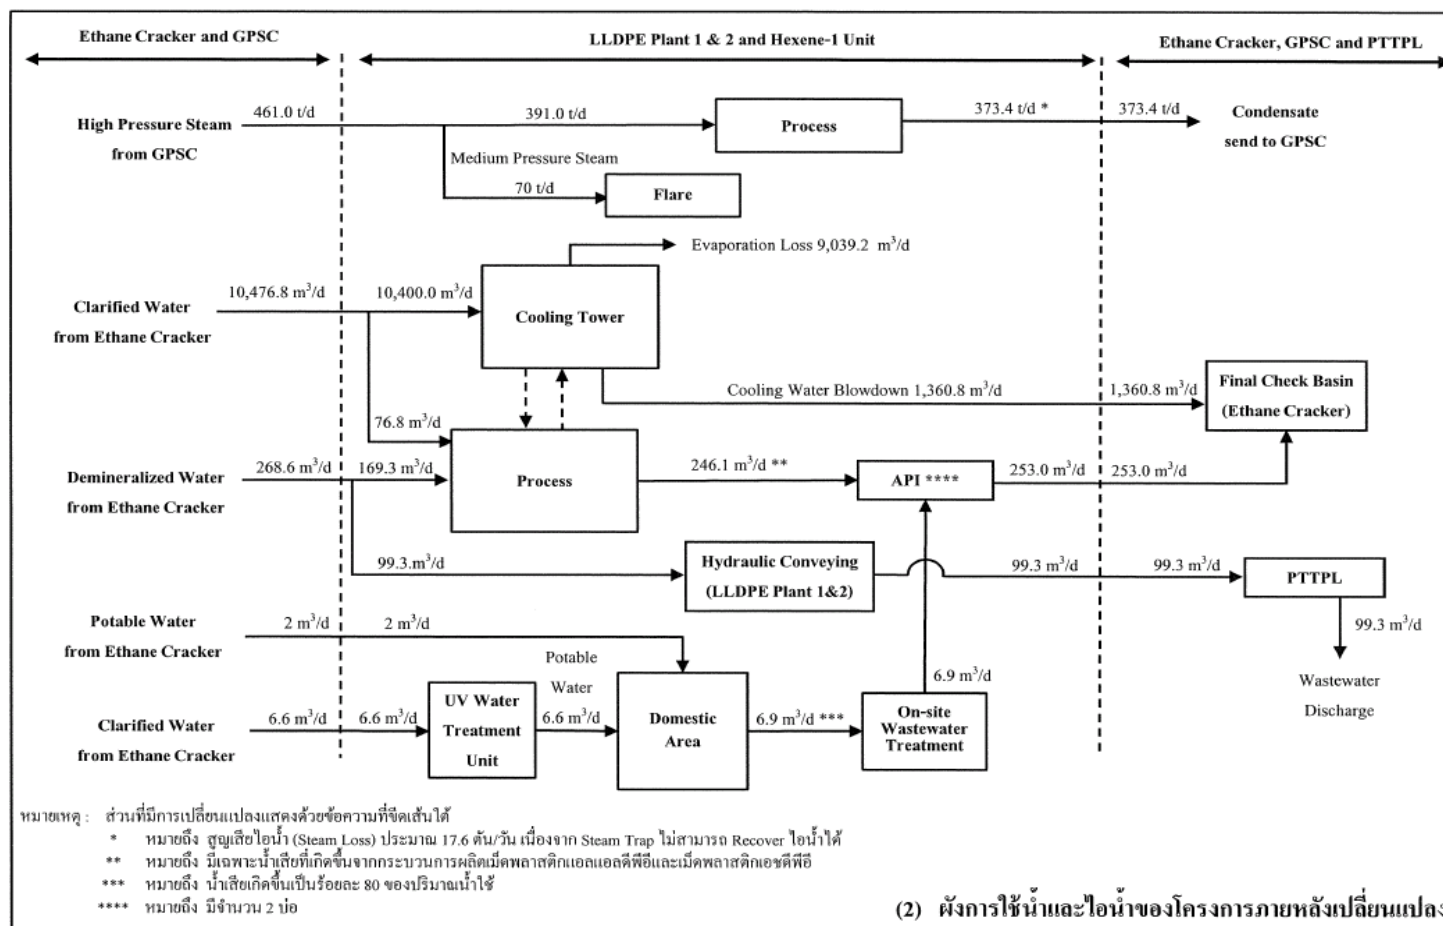 Ethane Cracker and GPSC
LLDPE Plant 1 & 2 and Hexene-1 Unit
Ethane Cracker, GPSC and PTTPL
High Pressure Steam
from GPSC
461.0 t/d
391.0 t/d
Process
373.4 t/d *
373.4 t/d
Condensate
send to GPSC
Medium Pressure Steam
70 t/d
Flare
Evaporation Loss 9,039.2 m³/d
Clarified Water
from Ethane Cracker
10,476.8 m³/d
10,400.0 m³/d
Cooling Tower
Cooling Water Blowdown 1,360.8 m³/d
1,360.8 m³/d
Final Check Basin
(Ethane Cracker)
76.8 m³/d
Demineralized Water
from Ethane Cracker
268.6 m³/d
169.3 m³/d
Process
246.1 m³/d **
API ****
253.0 m³/d
253.0 m³/d
99.3.m³/d
Hydraulic Conveying
(LLDPE Plant 1&2)
99.3 m³/d
99.3 m³/d
PTTPL
99.3 m³/d
Wastewater
Discharge
Potable Water
from Ethane Cracker
2 m³/d
2 m³/d
Potable
Water
6.9 m³/d
Clarified Water
from Ethane Cracker
6.6 m³/d
6.6 m³/d
UV Water
Treatment
Unit
6.6 m³/d
Domestic
Area
6.9 m³/d ***
On-site
Wastewater
Treatment
หมายเหตุ : ส่วนที่มีการเปลี่ยนแปลงแสดงด้วยข้อความที่ขีดเส้นใต้
* หมายถึง สูญเสียไอน้ำ (Steam Loss) ประมาณ 17.6 ตัน/วัน เนื่องจาก Steam Trap ไม่สามารถ Recover ไอน้ำได้
** หมายถึง มีเฉพาะน้ำเสียที่เกิดขึ้นจากกระบวนการผลิตเม็ดพลาสติกแอลแอลดีพีอีและเม็ดพลาสติกเอชดีพีอี
*** หมายถึง น้ำเสียเกิดขึ้นเป็นร้อยละ 80 ของปริมาณน้ำใช้
**** หมายถึง มีจำนวน 2 บ่อ
(2) ผังการใช้น้ำและไอน้ำของโครงการภายหลังเปลี่ยนแปลง